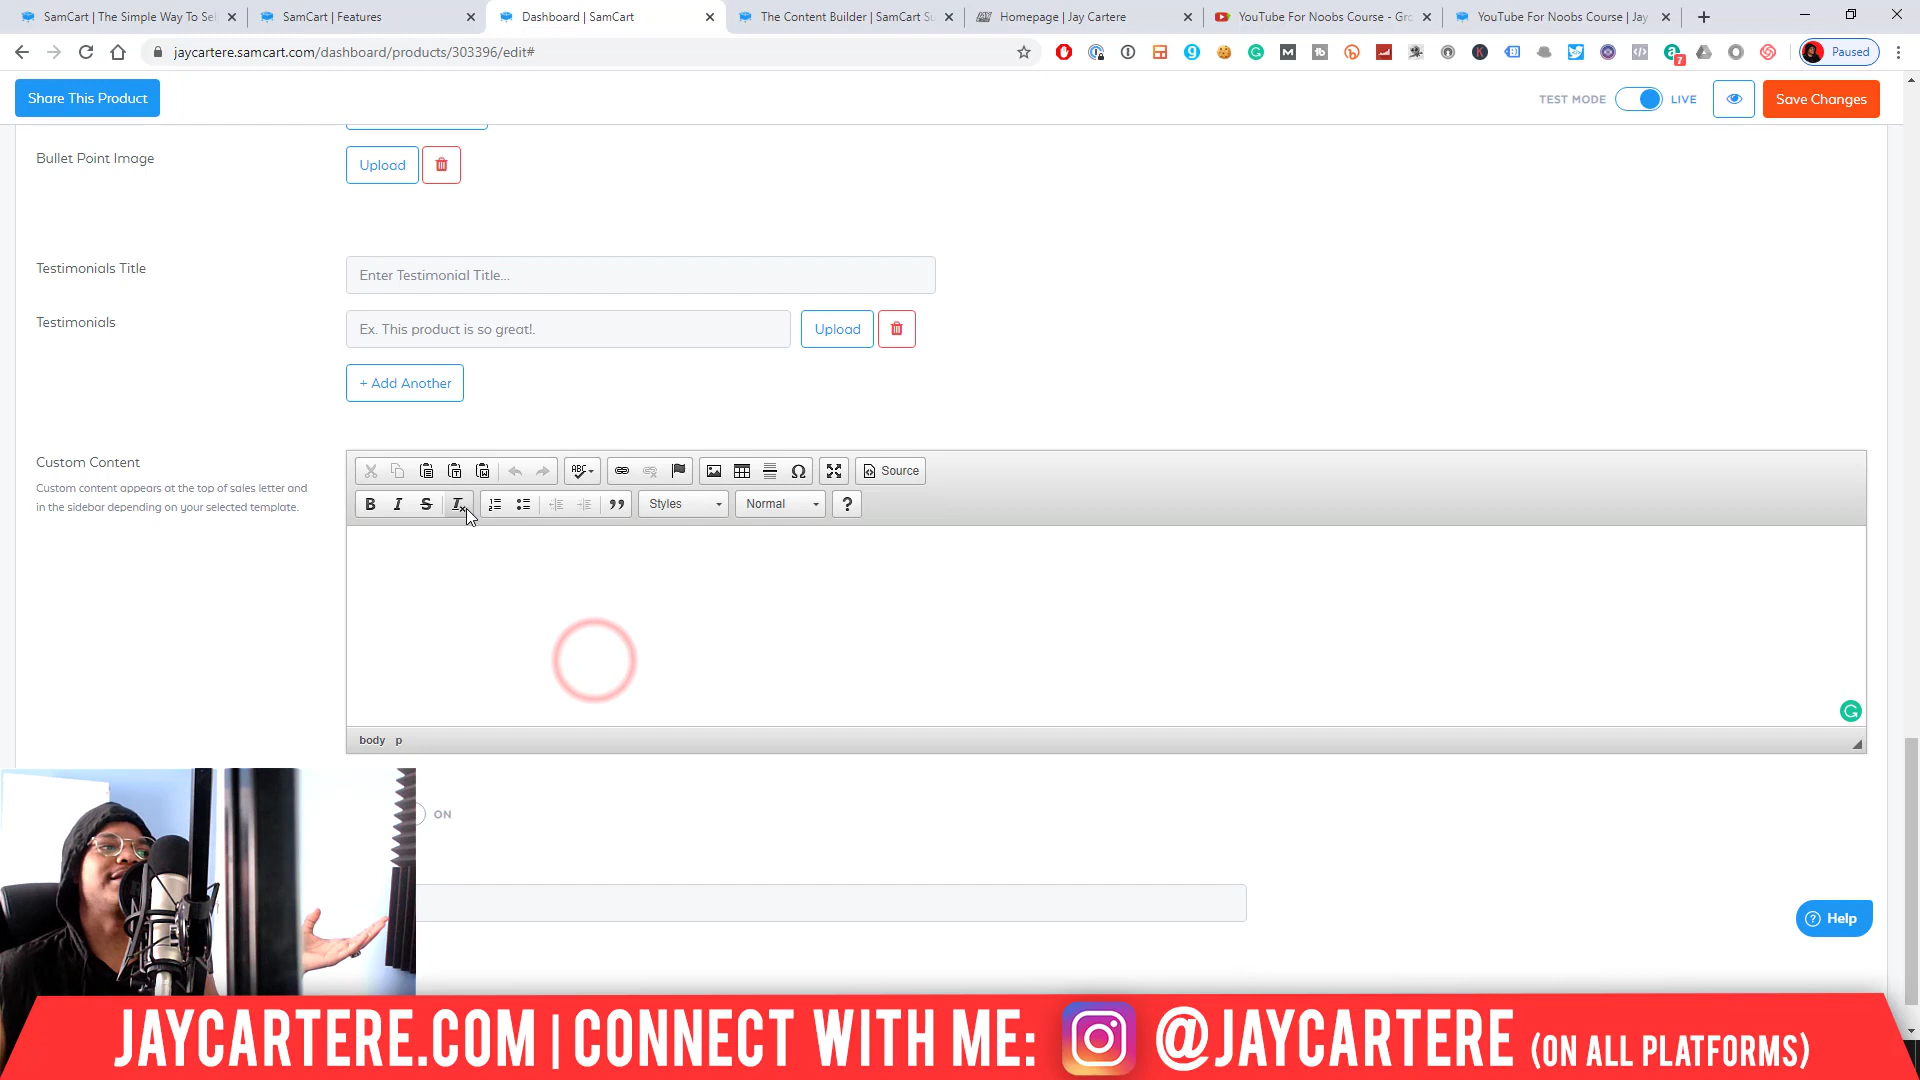 SamCart | The Simple Way To Sel
SamCart | Features
Dashboard | SamCart
The Content Builder | SamCart Su
Homepage | Jay Cartere
YouTube For Noobs Course - Gro
YouTube For Noobs Course | Jay
jaycartere.samcart.com/dashboard/products/303396/edit#
7
Paused
Share This Product
TEST MODE
LIVE
Save Changes
Bullet Point Image
Upload
Testimonials Title
Enter Testimonial Title...
Testimonials
Ex. This product is so great!.
Upload
+ Add Another
Custom Content
Custom content appears at the top of sales letter and
in the sidebar depending on your selected template.
ABC
Source
B I S Tx
Styles
Normal
?
body p
ON
Help
JAYCARTERE.COM | CONNECT WITH ME: @JAYCARTERE (ON ALL PLATFORMS)